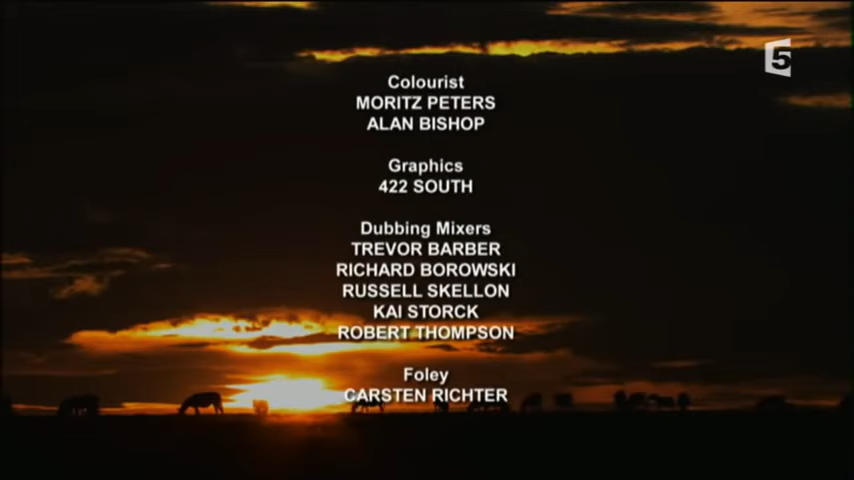 5
Colourist
MORITZ PETERS
ALAN BISHOP
Graphics
422 SOUTH
Dubbing Mixers
TREVOR BARBER
RICHARD BOROWSKI
RUSSELL SKELLON
KAI STORCK
ROBERT THOMPSON
Foley
CARSTEN RICHTER